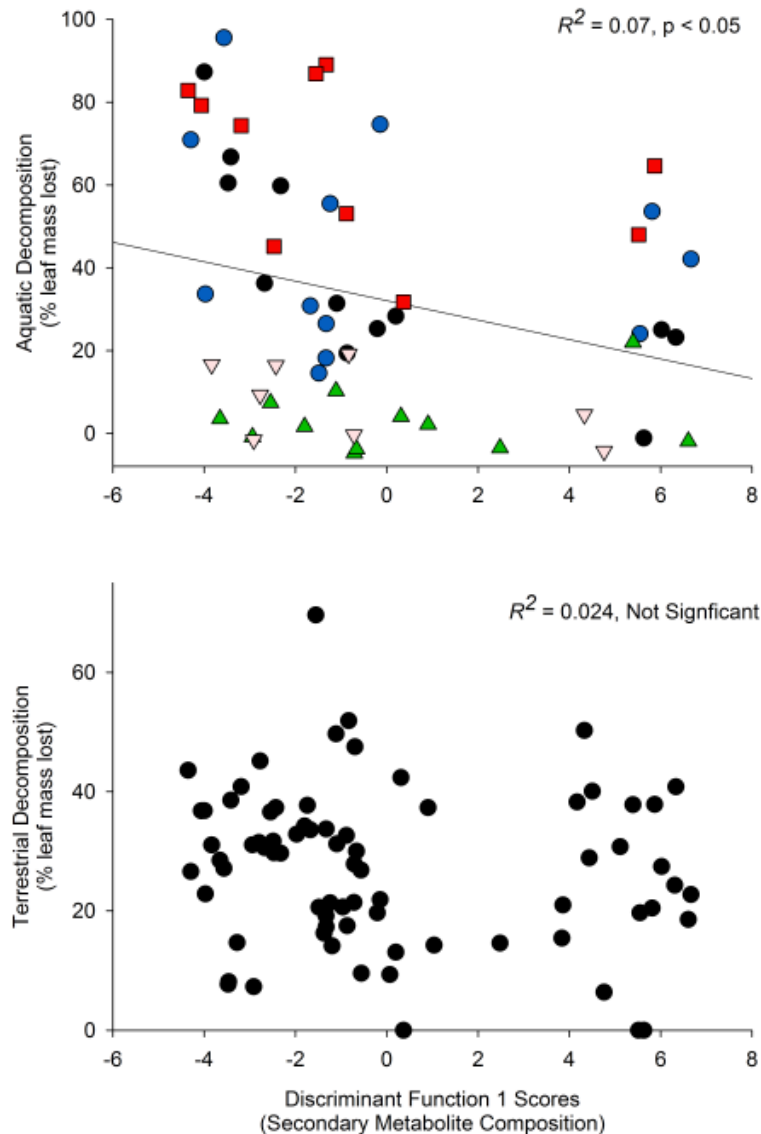 R² = 0.07, p < 0.05
Aquatic Decomposition
(% leaf mass lost)
100
80
60
40
20
0
-6 -4 -2 0 2 4 6 8
R² = 0.024, Not Signficant
Terrestrial Decomposition
(% leaf mass lost)
60
40
20
0
-6 -4 -2 0 2 4 6 8
Discriminant Function 1 Scores
(Secondary Metabolite Composition)